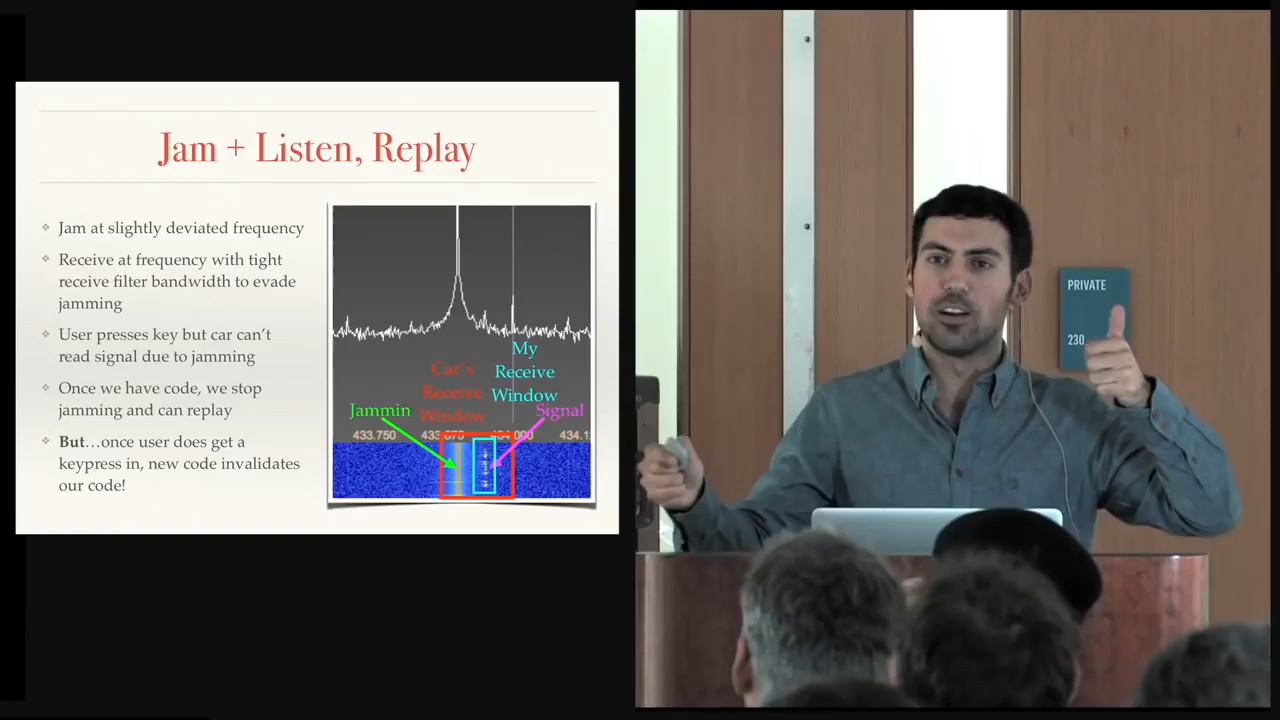 Jam + Listen, Replay
Jam at slightly deviated frequency
Receive at frequency with tight
receive filter bandwidth to evade
jamming
User presses key but car can’t
read signal due to jamming
Once we have code, we stop
jamming and can replay
But…once user does get a
keypress in, new code invalidates
our code!
My
Receive
Window
Car's
Receive
Window
Jammin
Signal
433.750
PRIVATE
230